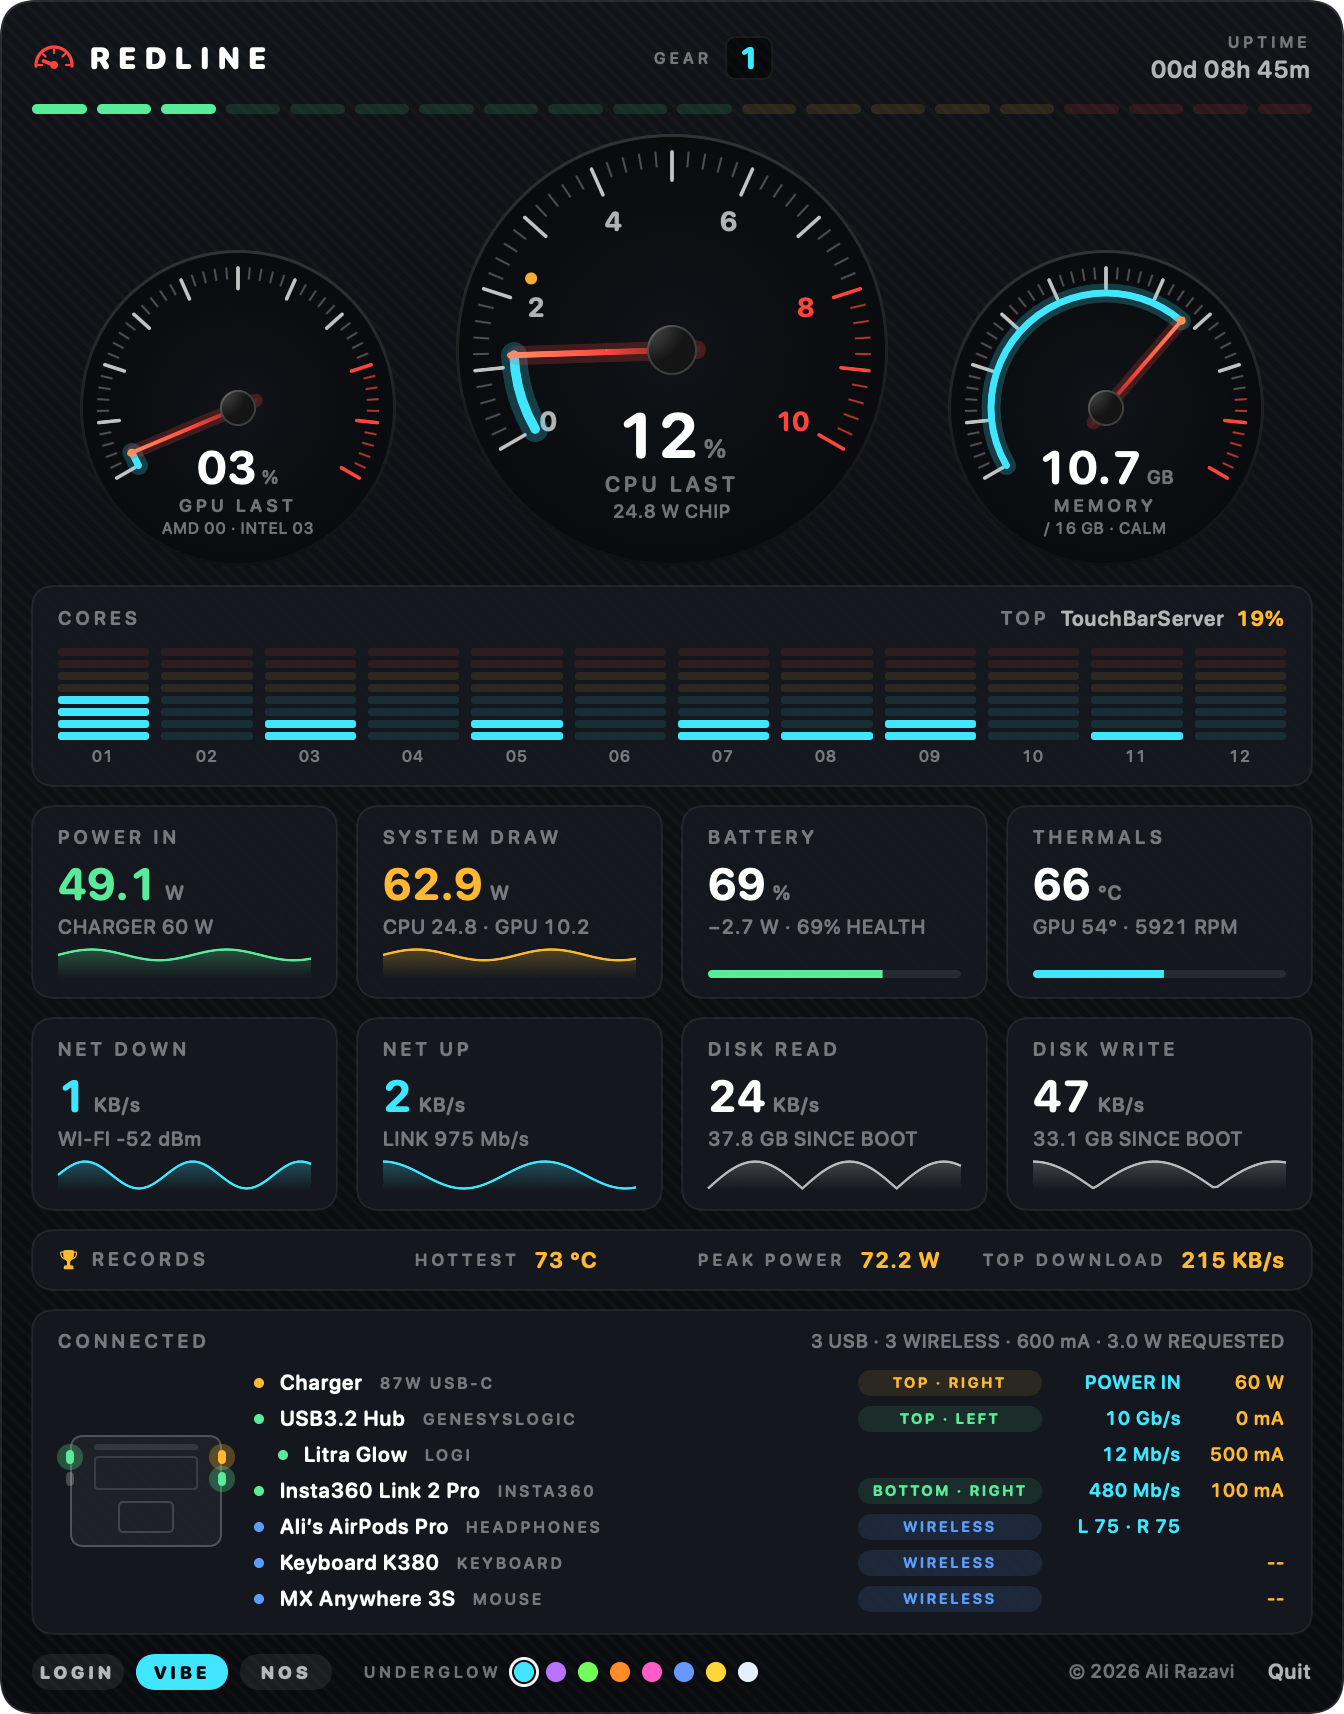 REDLINE
GEAR 1
UPTIME
00d 08h 45m
0 2 4 6 8 10
03 %
GPU LAST
AMD 00 · INTEL 03
12 %
CPU LAST
24.8 W CHIP
10.7 GB
MEMORY
/ 16 GB · CALM
CORES TOP TouchBarServer 19%
01 02 03 04 05 06 07 08 09 10 11 12
POWER IN
49.1 W
CHARGER 60 W
SYSTEM DRAW
62.9 W
CPU 24.8 · GPU 10.2
BATTERY
69 %
−2.7 W · 69% HEALTH
THERMALS
66 °C
GPU 54° · 5921 RPM
NET DOWN
1 KB/s
WI-FI -52 dBm
NET UP
2 KB/s
LINK 975 Mb/s
DISK READ
24 KB/s
37.8 GB SINCE BOOT
DISK WRITE
47 KB/s
33.1 GB SINCE BOOT
RECORDS HOTTEST 73 °C PEAK POWER 72.2 W TOP DOWNLOAD 215 KB/s
CONNECTED 3 USB · 3 WIRELESS · 600 mA · 3.0 W REQUESTED
Charger 87W USB-C TOP · RIGHT POWER IN 60 W
USB3.2 Hub GENESYSLOGIC TOP · LEFT 10 Gb/s 0 mA
Litra Glow LOGI 12 Mb/s 500 mA
Insta360 Link 2 Pro INSTA360 BOTTOM · RIGHT 480 Mb/s 100 mA
Ali's AirPods Pro HEADPHONES WIRELESS L 75 · R 75
Keyboard K380 KEYBOARD WIRELESS --
MX Anywhere 3S MOUSE WIRELESS --
LOGIN VIBE NOS UNDERGLOW © 2026 Ali Razavi Quit